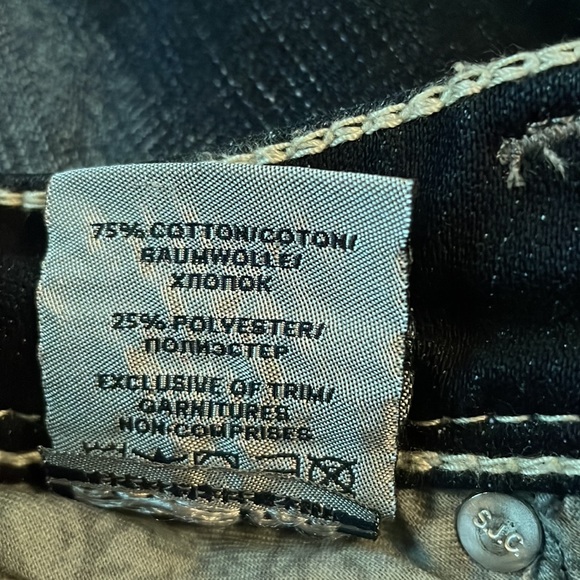 75% COTTON/COTON/
BAUMWOLLE/
ХЛОПОК
25% POLYESTER/
ПОЛИЭСТЕР
EXCLUSIVE OF TRIM/
GARNITURES
NON-COMPRISES
S.J.C.